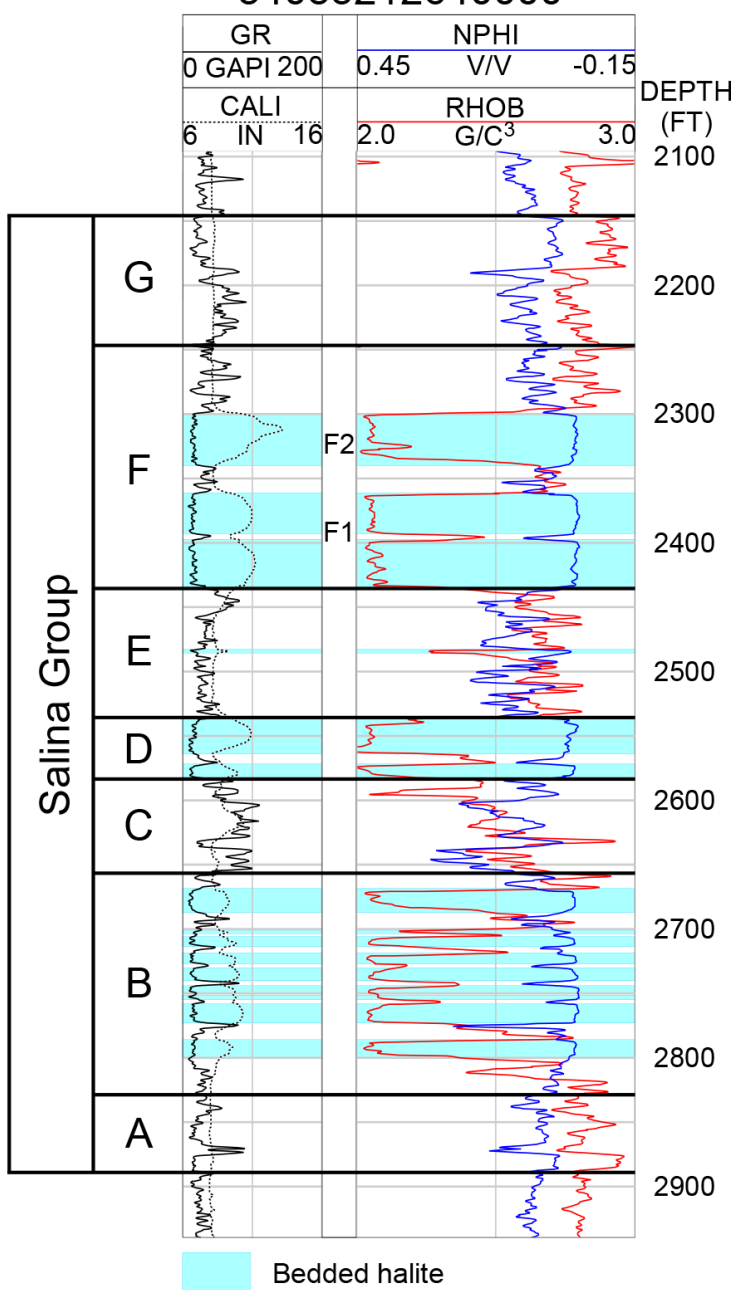 GR NPHI
0 GAPI 200 0.45 V/V -0.15
CALI RHOB
6 IN 16 2.0 G/C³ 3.0
DEPTH
(FT)
2100
G
2200
F
2300
F2
F1
2400
E
2500
D
C
2600
B
2700
2800
A
2900
Salina Group
Bedded halite